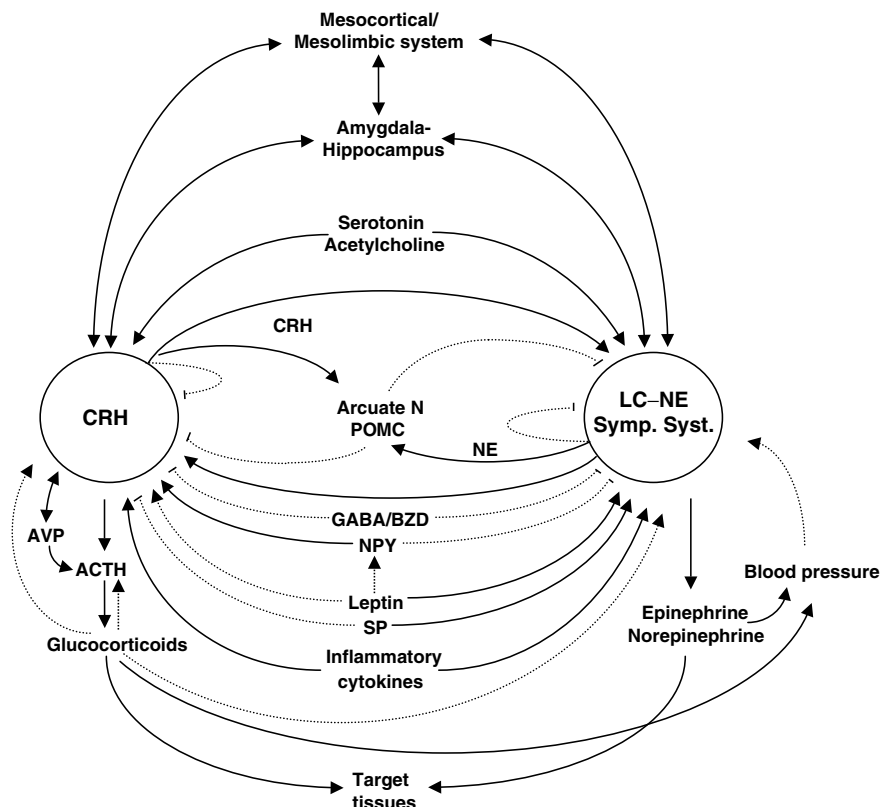 Mesocortical/
Mesolimbic system
Amygdala-
Hippocampus
Serotonin
Acetylcholine
CRH
CRH
Arcuate N
POMC
LC–NE
Symp. Syst.
NE
GABA/BZD
NPY
AVP
ACTH
Leptin
SP
Blood pressure
Epinephrine
Norepinephrine
Glucocorticoids
Inflammatory
cytokines
Target
tissues